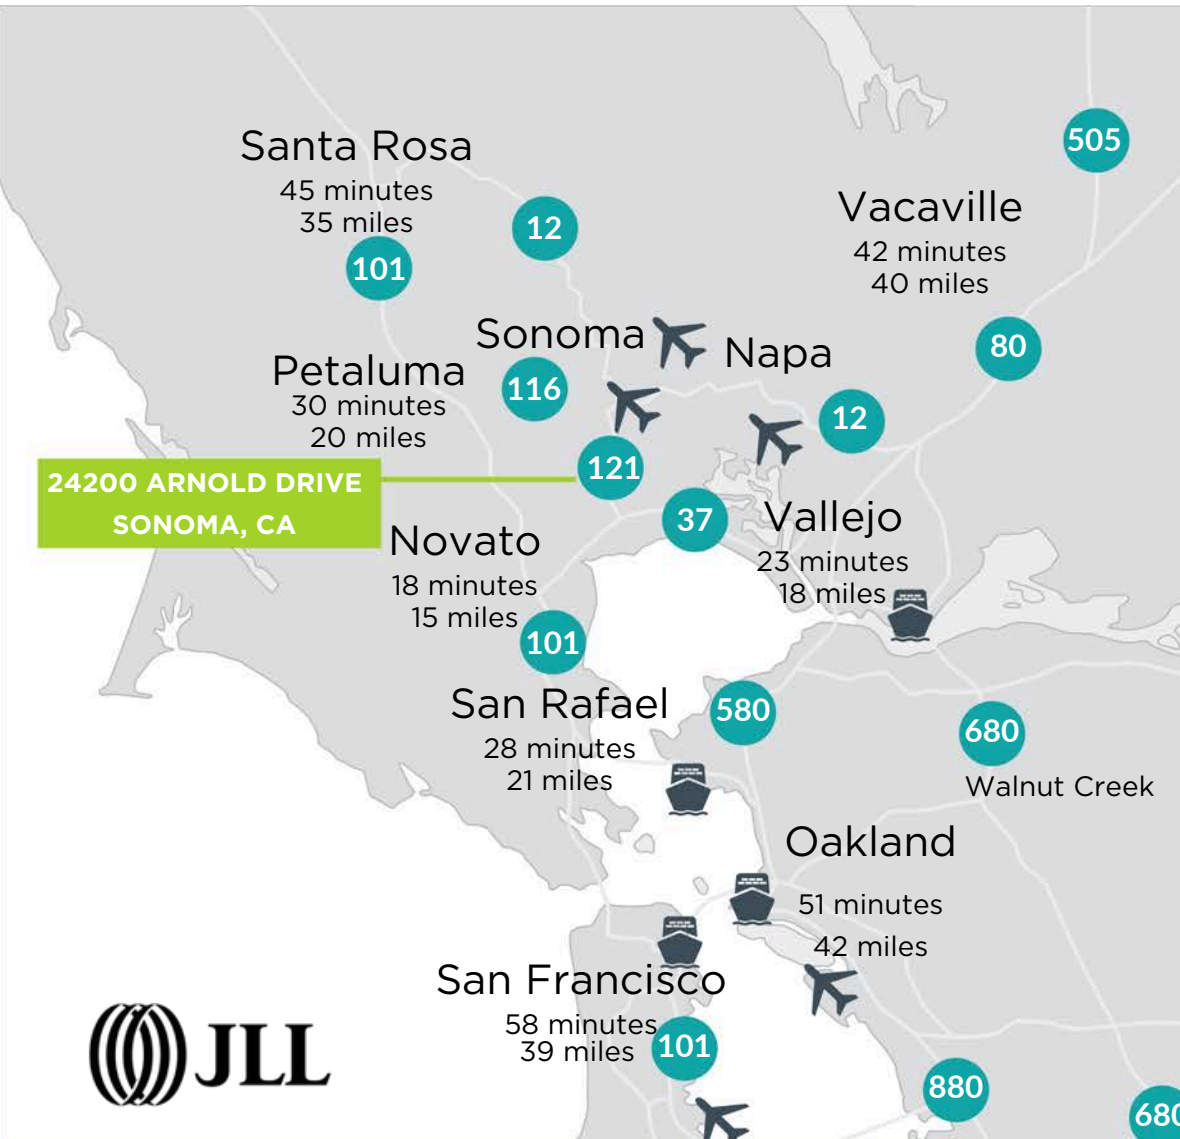 505
Santa Rosa
45 minutes
35 miles
101
12
Vacaville
42 minutes
40 miles
80
Sonoma
116
Napa
12
Petaluma
30 minutes
20 miles
121
24200 ARNOLD DRIVE
SONOMA, CA
37
Vallejo
23 minutes
18 miles
Novato
18 minutes
15 miles
101
San Rafael
28 minutes
21 miles
580
680
Walnut Creek
Oakland
51 minutes
42 miles
San Francisco
58 minutes
39 miles
101
880
680
JLL